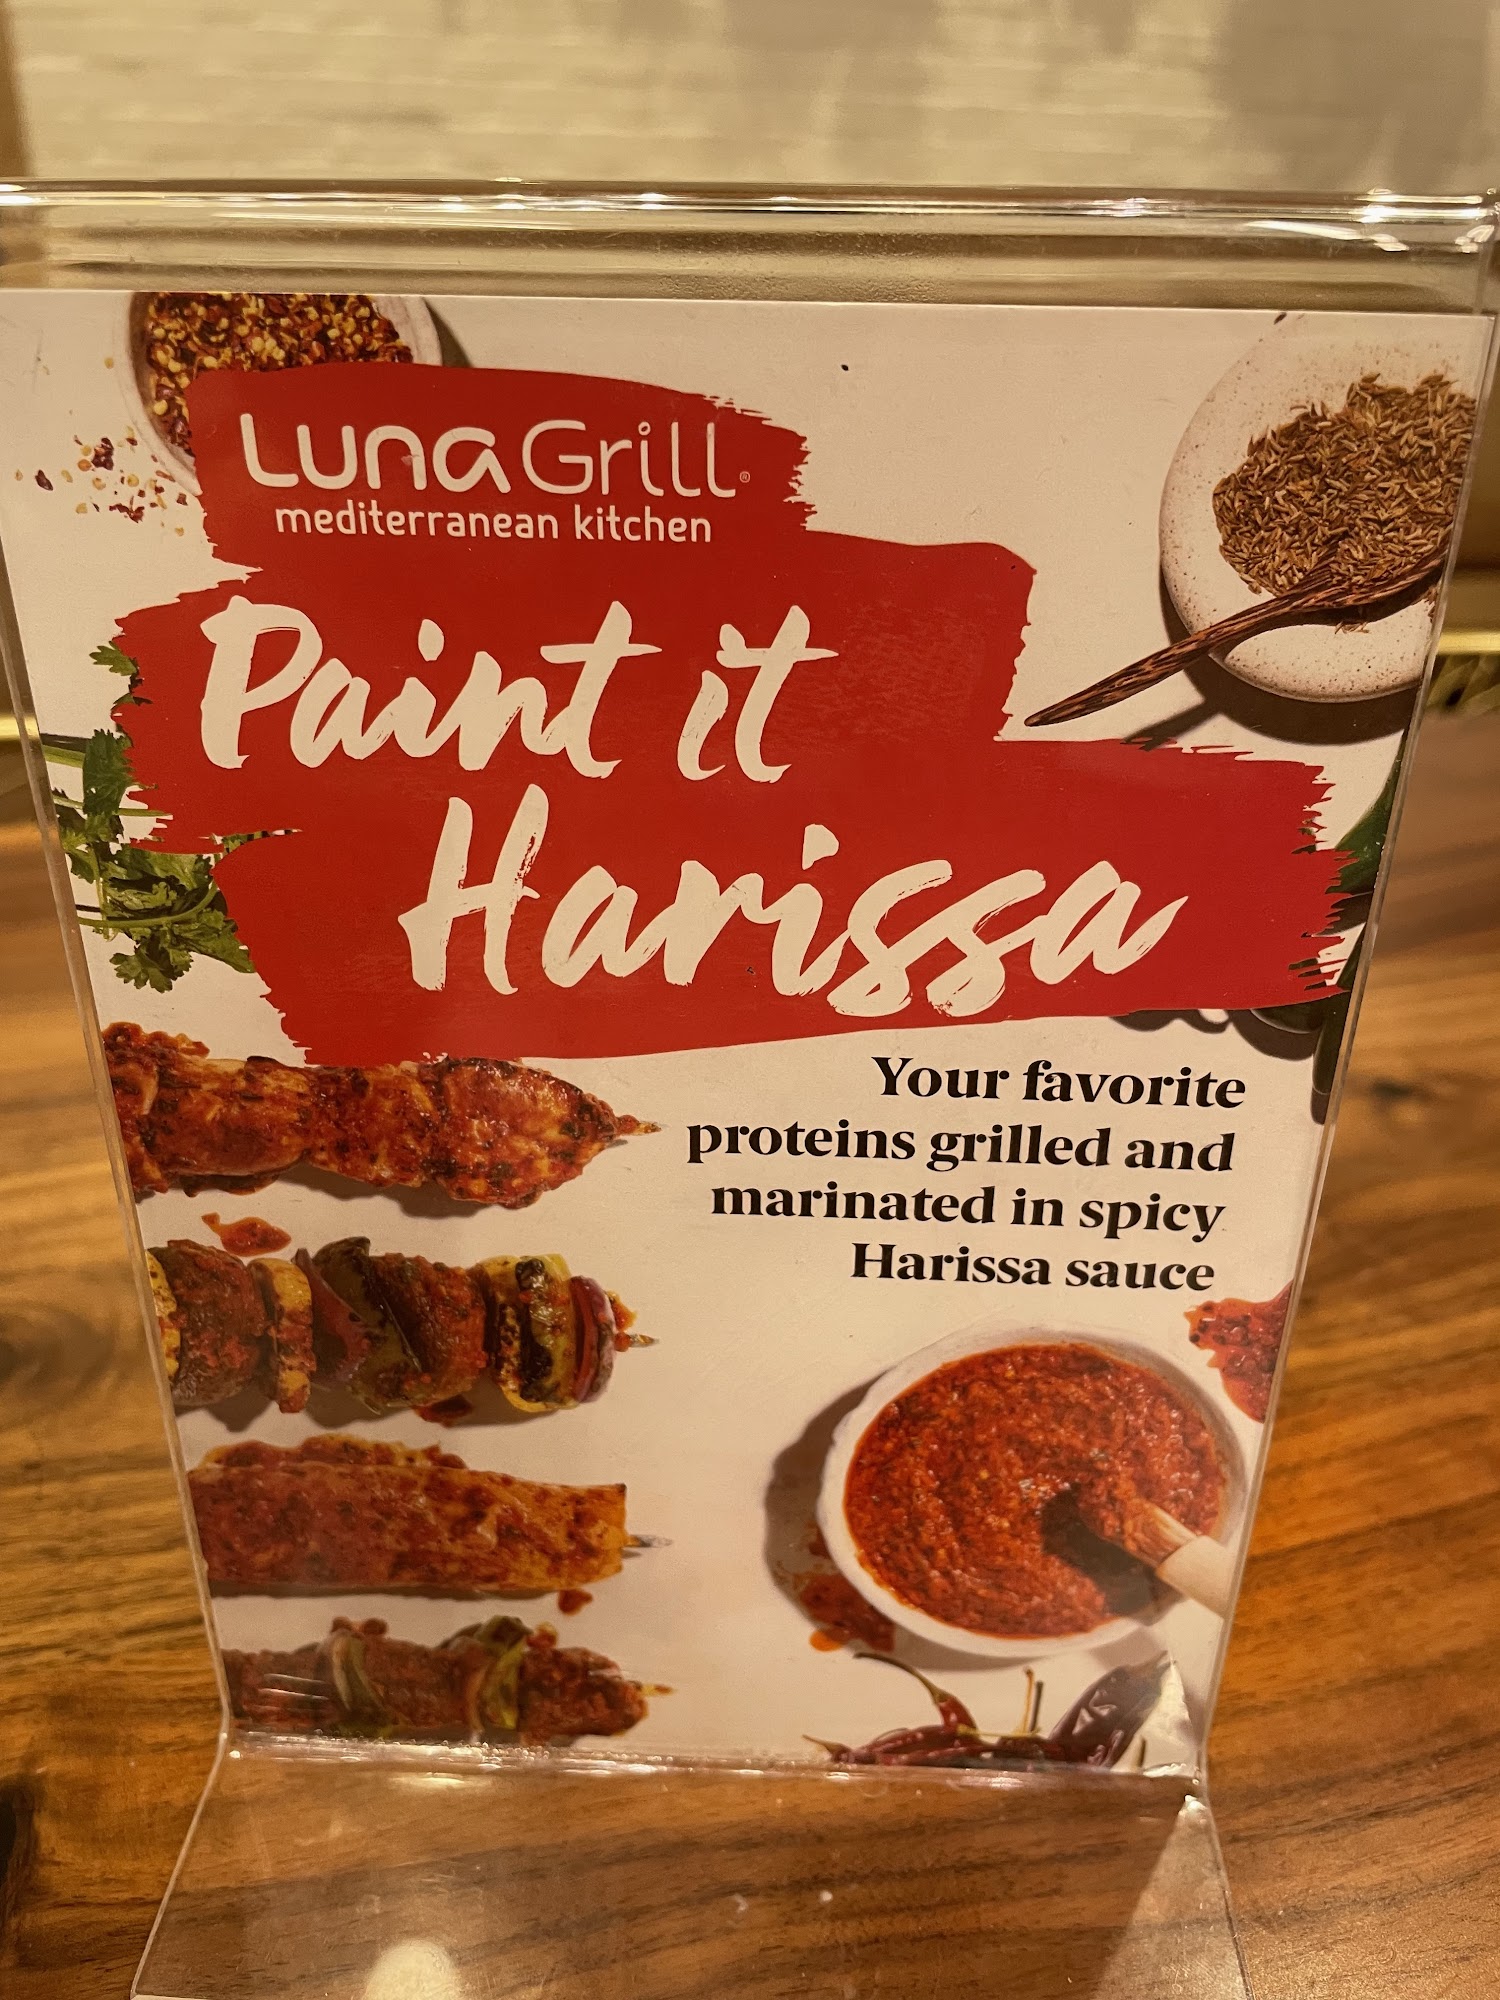 Luna Grill®
mediterranean kitchen
Paint it
Harissa
Your favorite
proteins grilled and
marinated in spicy
Harissa sauce